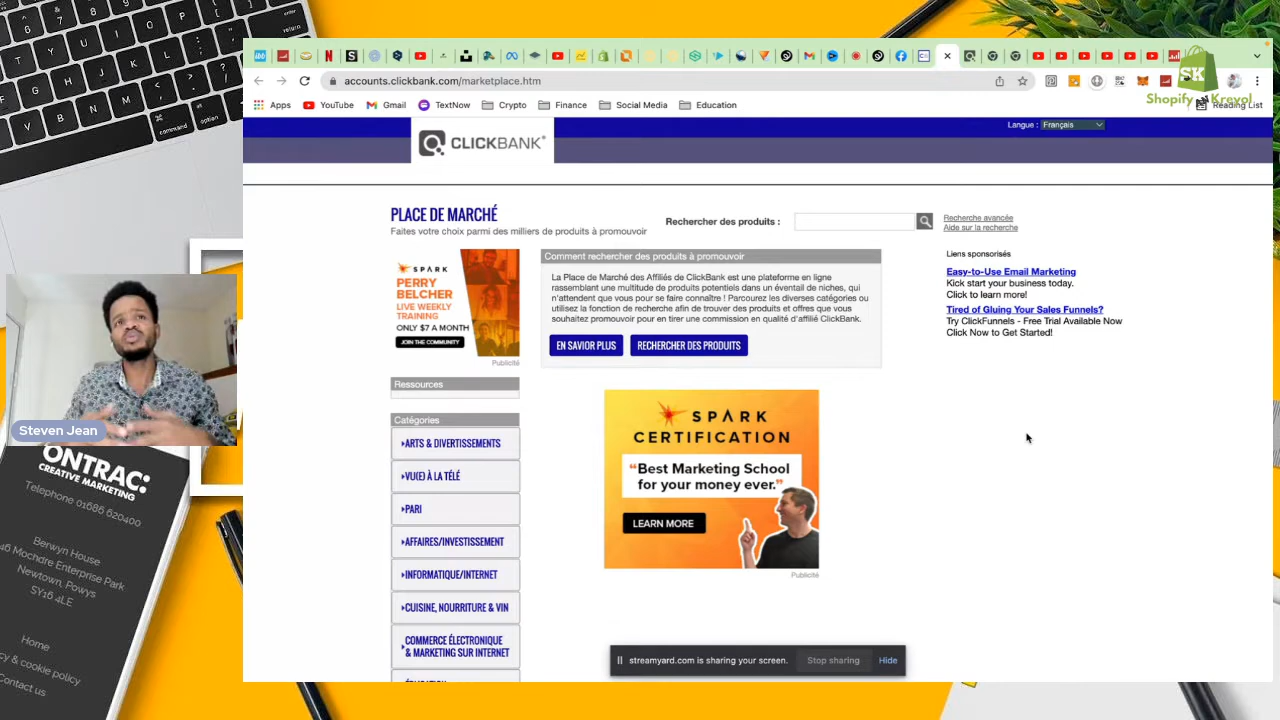 accounts.clickbank.com/marketplace.htm
Shopify Krevol
SK
Apps
YouTube
Gmail
TextNow
Crypto
Finance
Social Media
Education
Reading List
Langue : Français
CLICKBANK®
PLACE DE MARCHÉ
Faites votre choix parmi des milliers de produits à promouvoir
Rechercher des produits :
Recherche avancée
Aide sur la recherche
SPARK
PERRY
BELCHER
LIVE WEEKLY
TRAINING
ONLY $7 A MONTH
JOIN THE COMMUNITY
Publicité
Comment rechercher des produits à promouvoir
La Place de Marché des Affiliés de ClickBank est une plateforme en ligne
rassemblant une multitude de produits potentiels dans un éventail de niches, qui
n'attendent que vous pour se faire connaître ! Parcourez les diverses catégories ou
utilisez la fonction de recherche afin de trouver des produits et offres que vous
souhaitez promouvoir pour en tirer une commission en qualité d'affilié ClickBank.
EN SAVIOR PLUS
RECHERCHER DES PRODUITS
Liens sponsorisés
Easy-to-Use Email Marketing
Kick start your business today.
Click to learn more!
Tired of Gluing Your Sales Funnels?
Try ClickFunnels - Free Trial Available Now
Click Now to Get Started!
Ressources
Catégories
ARTS & DIVERTISSEMENTS
VU(E) À LA TÉLÉ
PARI
AFFAIRES/INVESTISSEMENT
INFORMATIQUE/INTERNET
CUISINE, NOURRITURE & VIN
COMMERCE ÉLECTRONIQUE
& MARKETING SUR INTERNET
SPARK
CERTIFICATION
"Best Marketing School
for your money ever."
LEARN MORE
Publicité
streamyard.com is sharing your screen.
Stop sharing
Hide
Steven Jean
ONTRAC:
CREATIVE MARKETING
Telephone 01686 620400
Berwyn House
46 Mochdre Enterprise Park
Newtown, Powys
SY16 4LE
Home
cy & cookie policy
Contact us
command
option